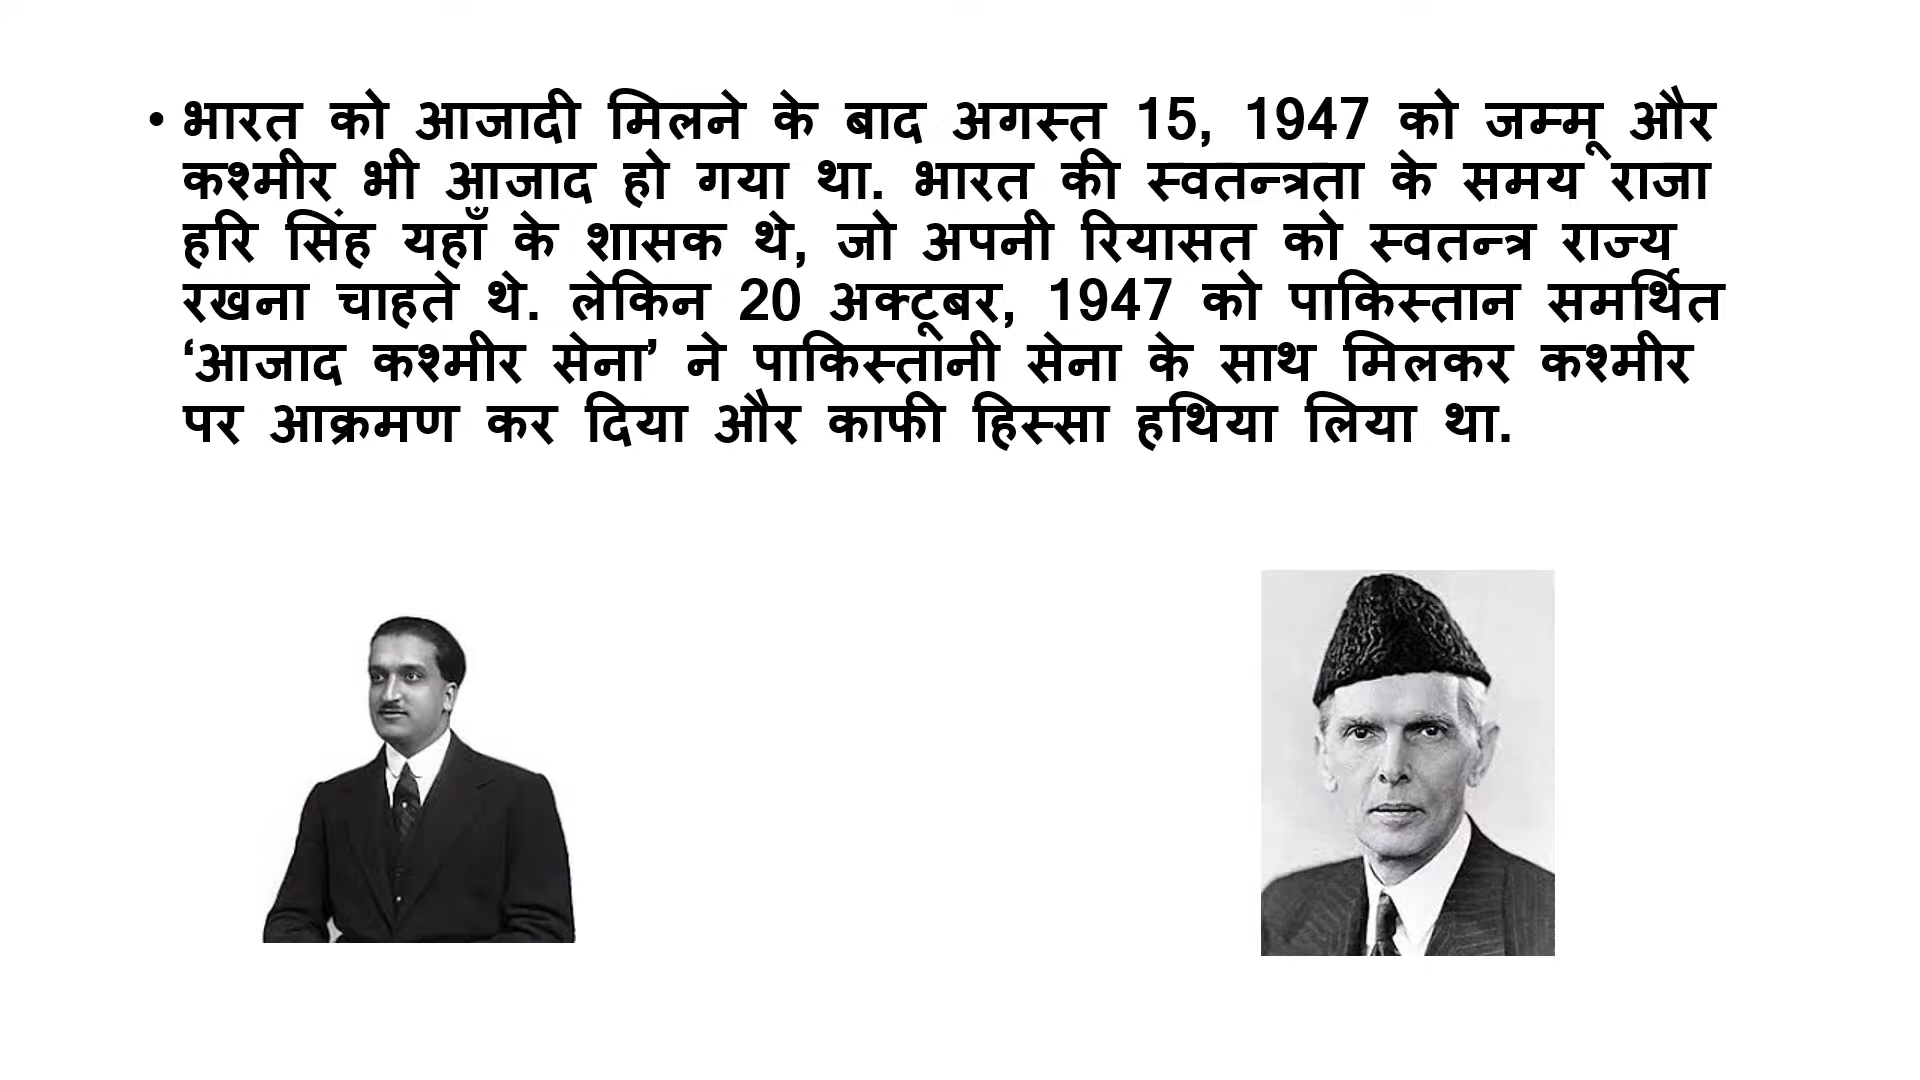 • भारत को आजादी मिलने के बाद अगस्त 15, 1947 को जम्मू और
कश्मीर भी आजाद हो गया था. भारत की स्वतन्त्रता के समय राजा
हरि सिंह यहाँ के शासक थे, जो अपनी रियासत को स्वतन्त्र राज्य
रखना चाहते थे. लेकिन 20 अक्टूबर, 1947 को पाकिस्तान समर्थित
‘आजाद कश्मीर सेना’ ने पाकिस्तानी सेना के साथ मिलकर कश्मीर
पर आक्रमण कर दिया और काफी हिस्सा हथिया लिया था.